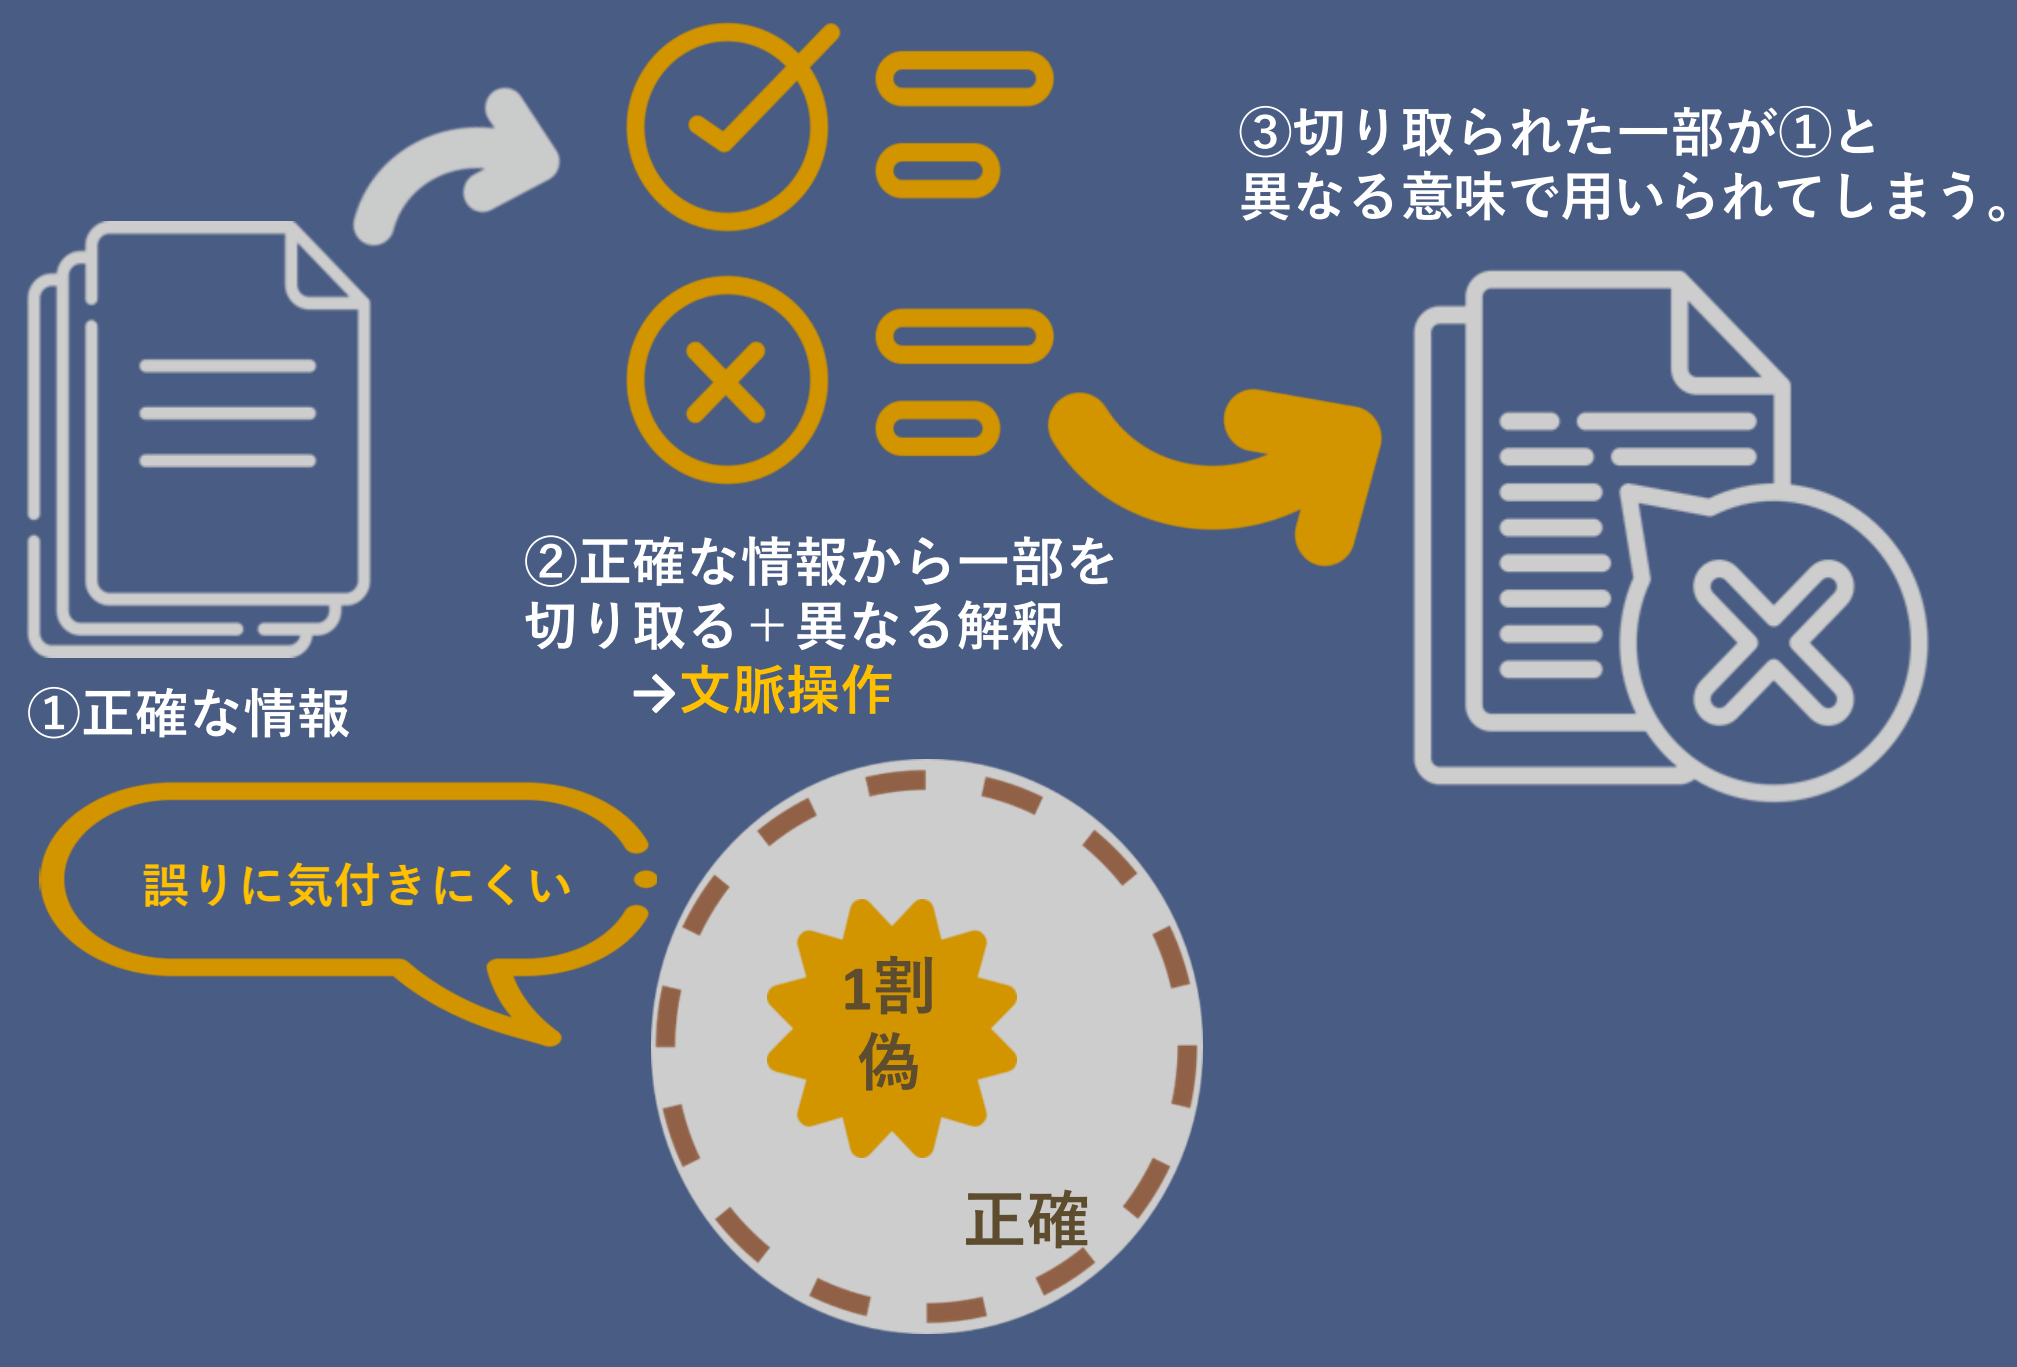 ①正確な情報
②正確な情報から一部を
切り取る＋異なる解釈
→文脈操作
③切り取られた一部が①と
異なる意味で用いられてしまう。
誤りに気付きにくい
1割
偽
正確